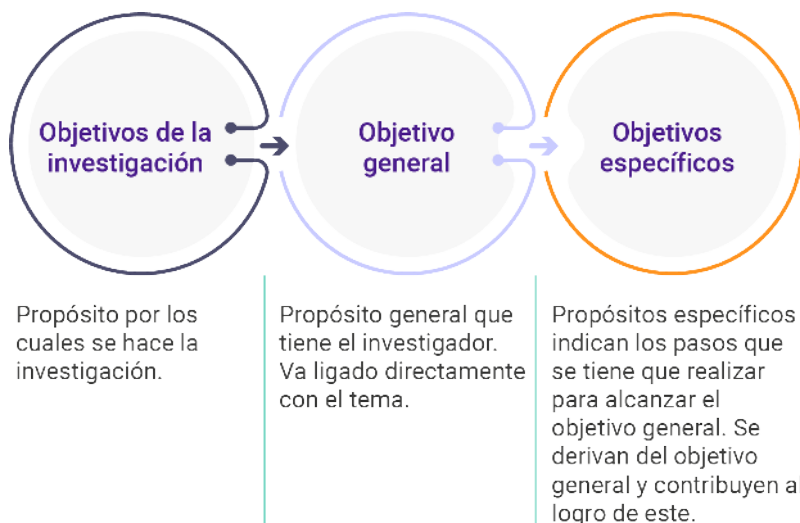 Objetivos de la
investigación
Objetivo
general
Objetivos
específicos
Propósito por los
cuales se hace la
investigación.
Propósito general que
tiene el investigador.
Va ligado directamente
con el tema.
Propósitos específicos
indican los pasos que
se tiene que realizar
para alcanzar el
objetivo general. Se
derivan del objetivo
general y contribuyen al
logro de este.